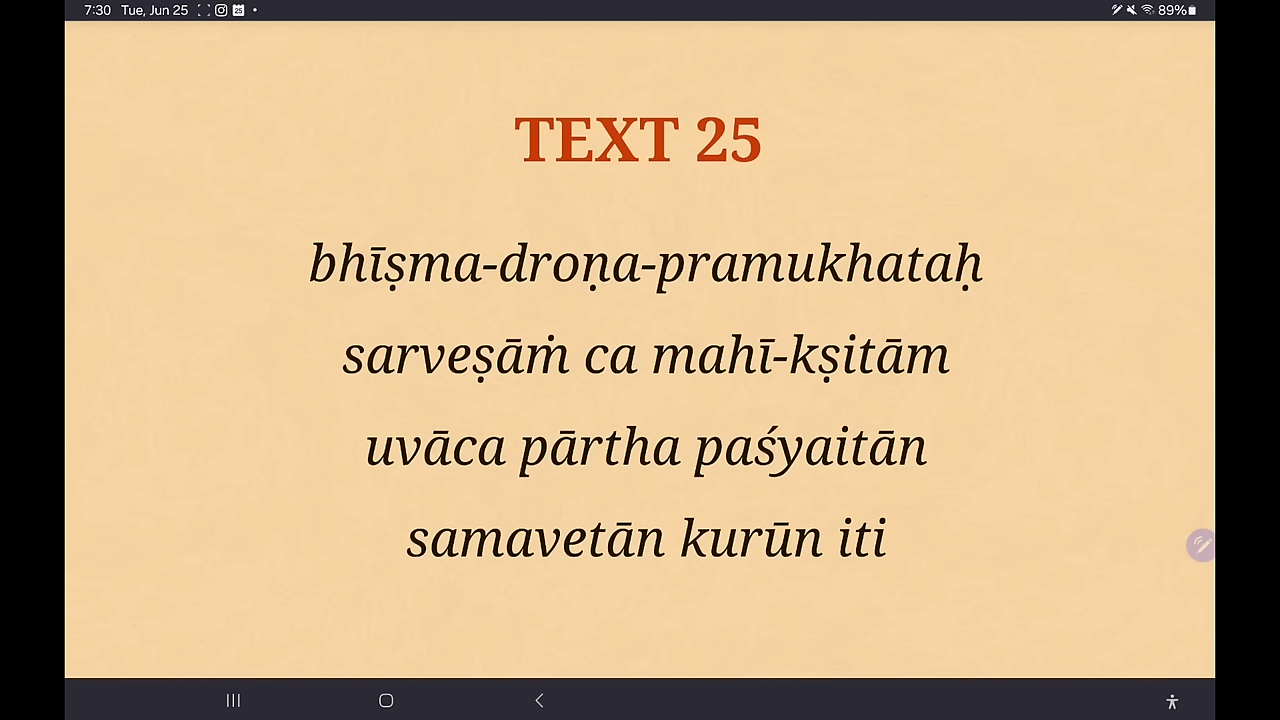 7:30 Tue, Jun 25 25 89%
TEXT 25
bhīṣma-droṇa-pramukhataḥ
sarveṣāṁ ca mahī-kṣitām
uvāca pārtha paśyaitān
samavetān kurūn iti